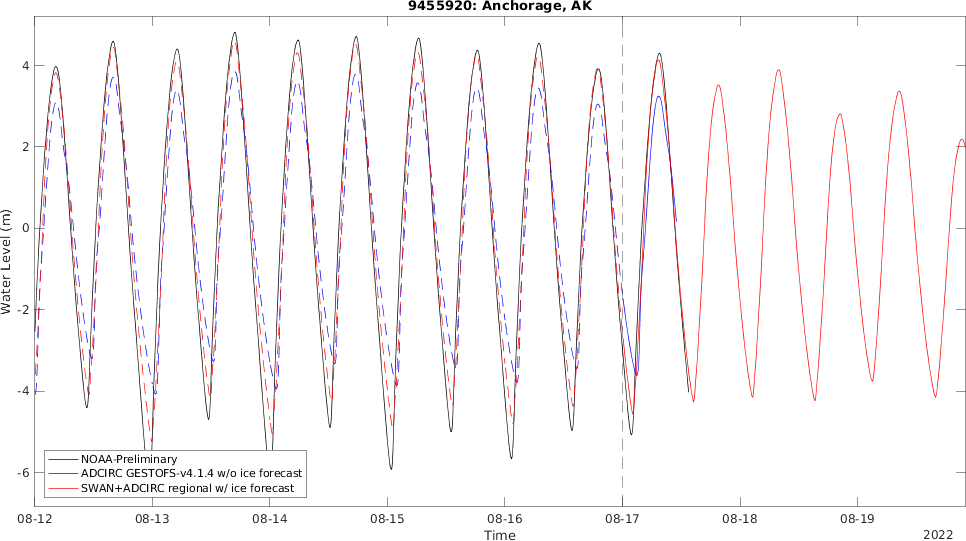 9455920: Anchorage, AK
Water Level (m)
4
2
0
-2
-4
-6
NOAA-Preliminary
ADCIRC GESTOFS-v4.1.4 w/o ice forecast
SWAN+ADCIRC regional w/ ice forecast
08-12 08-13 08-14 08-15 08-16 08-17 08-18 08-19
Time
2022